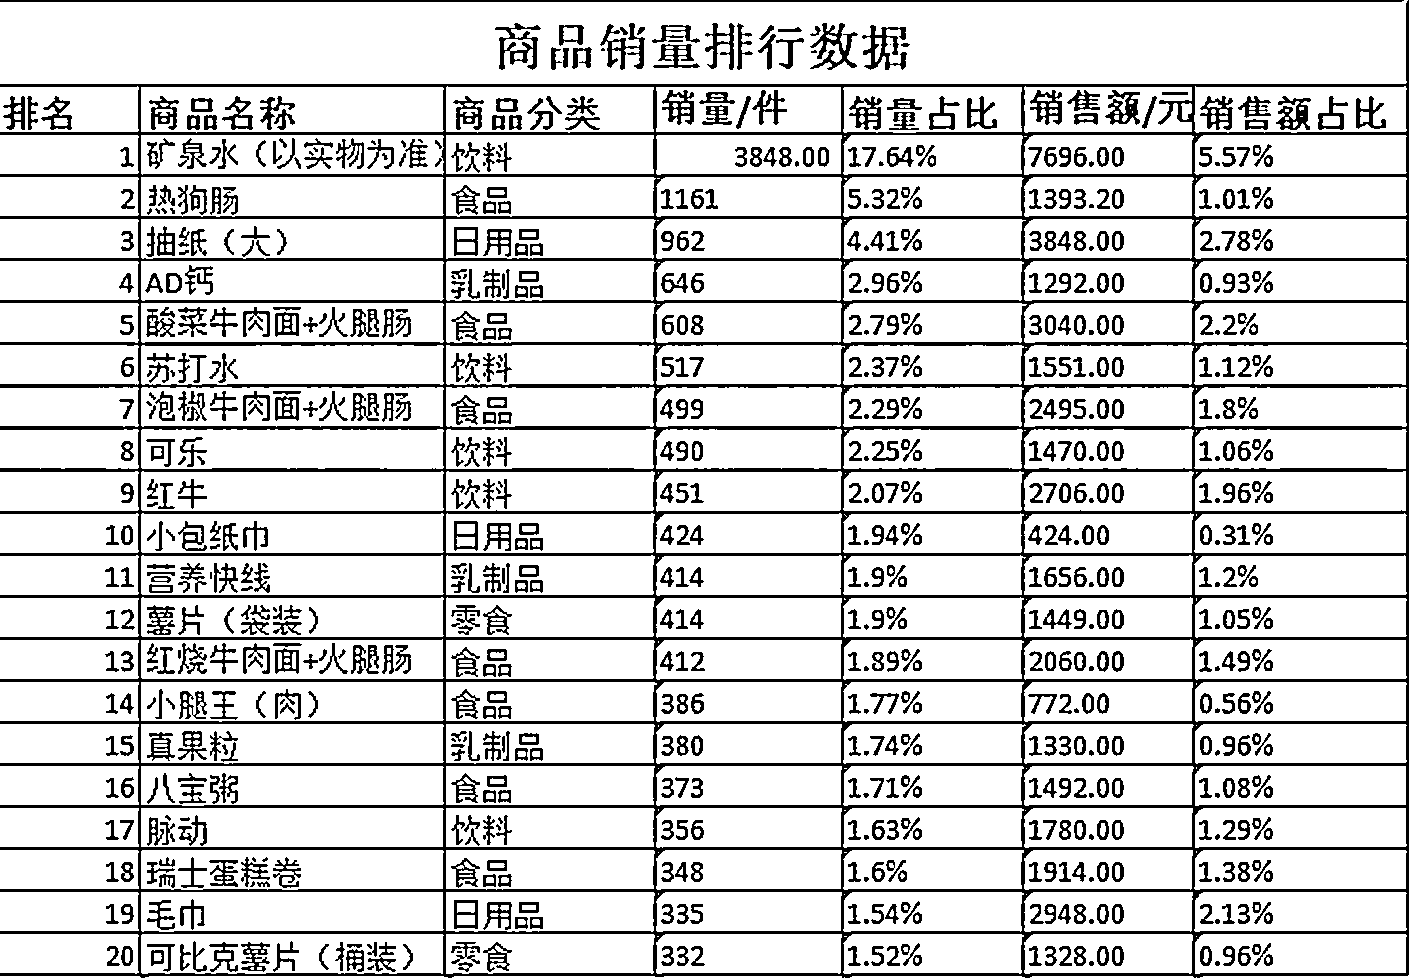 商品销量排行数据
排名 商品名称 商品分类 销量/件 销量占比 销售额/元 销售额占比
1 矿泉水（以实物为准） 饮料 3848.00 17.64% 7696.00 5.57%
2 热狗肠 食品 1161 5.32% 1393.20 1.01%
3 抽纸（大） 日用品 962 4.41% 3848.00 2.78%
4 AD钙 乳制品 646 2.96% 1292.00 0.93%
5 酸菜牛肉面+火腿肠 食品 608 2.79% 3040.00 2.2%
6 苏打水 饮料 517 2.37% 1551.00 1.12%
7 泡椒牛肉面+火腿肠 食品 499 2.29% 2495.00 1.8%
8 可乐 饮料 490 2.25% 1470.00 1.06%
9 红牛 饮料 451 2.07% 2706.00 1.96%
10 小包纸巾 日用品 424 1.94% 424.00 0.31%
11 营养快线 乳制品 414 1.9% 1656.00 1.2%
12 薯片（袋装） 零食 414 1.9% 1449.00 1.05%
13 红烧牛肉面+火腿肠 食品 412 1.89% 2060.00 1.49%
14 小腿王（肉） 食品 386 1.77% 772.00 0.56%
15 真果粒 乳制品 380 1.74% 1330.00 0.96%
16 八宝粥 食品 373 1.71% 1492.00 1.08%
17 脉动 饮料 356 1.63% 1780.00 1.29%
18 瑞士蛋糕卷 食品 348 1.6% 1914.00 1.38%
19 毛巾 日用品 335 1.54% 2948.00 2.13%
20 可比克薯片（桶装） 零食 332 1.52% 1328.00 0.96%